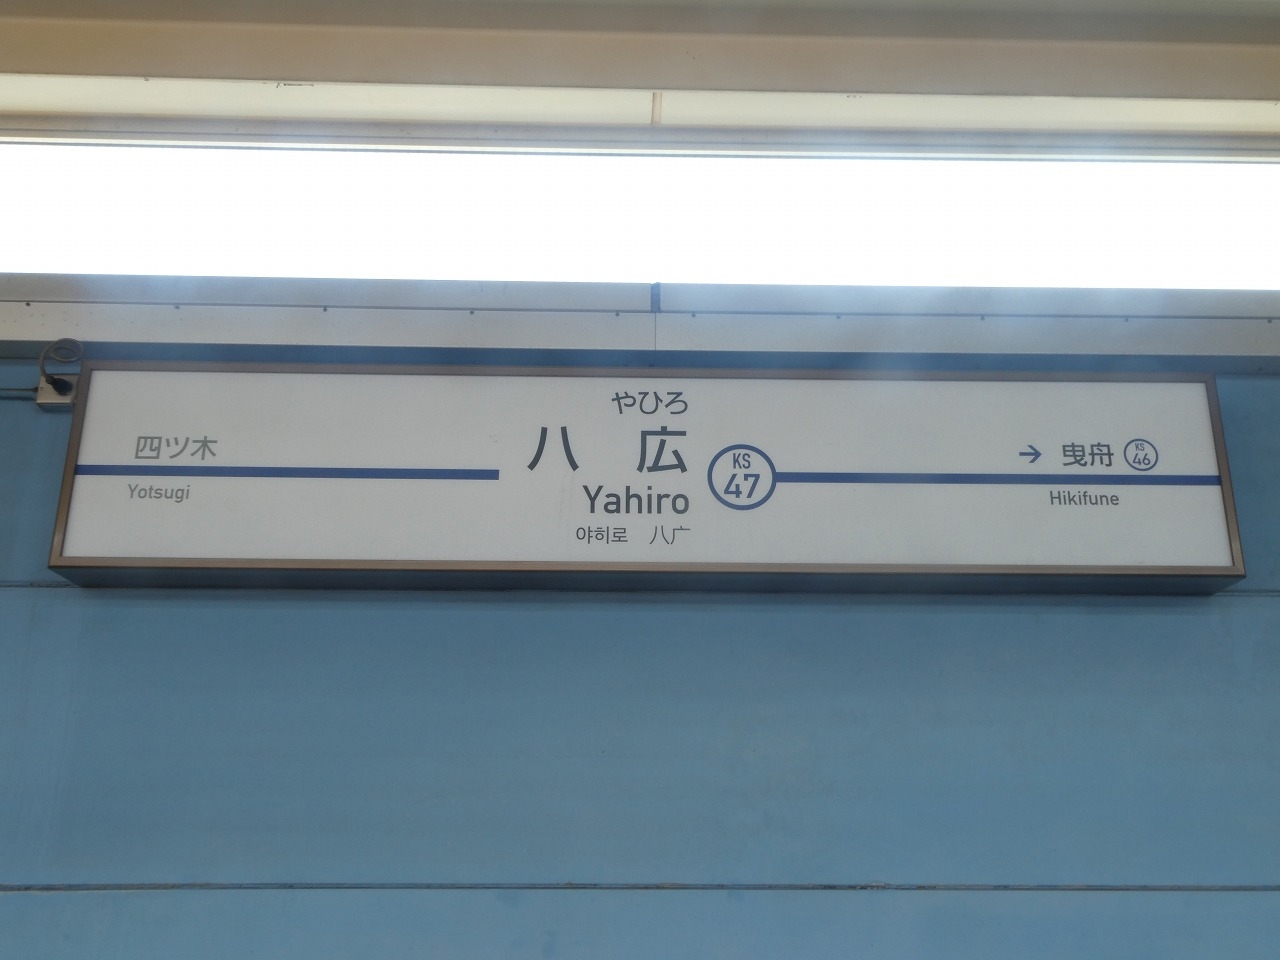 やひろ
四ツ木
八 広
KS
47
→ 曳舟
KS
46
Yotsugi
Yahiro
Hikifune
야히로 八广